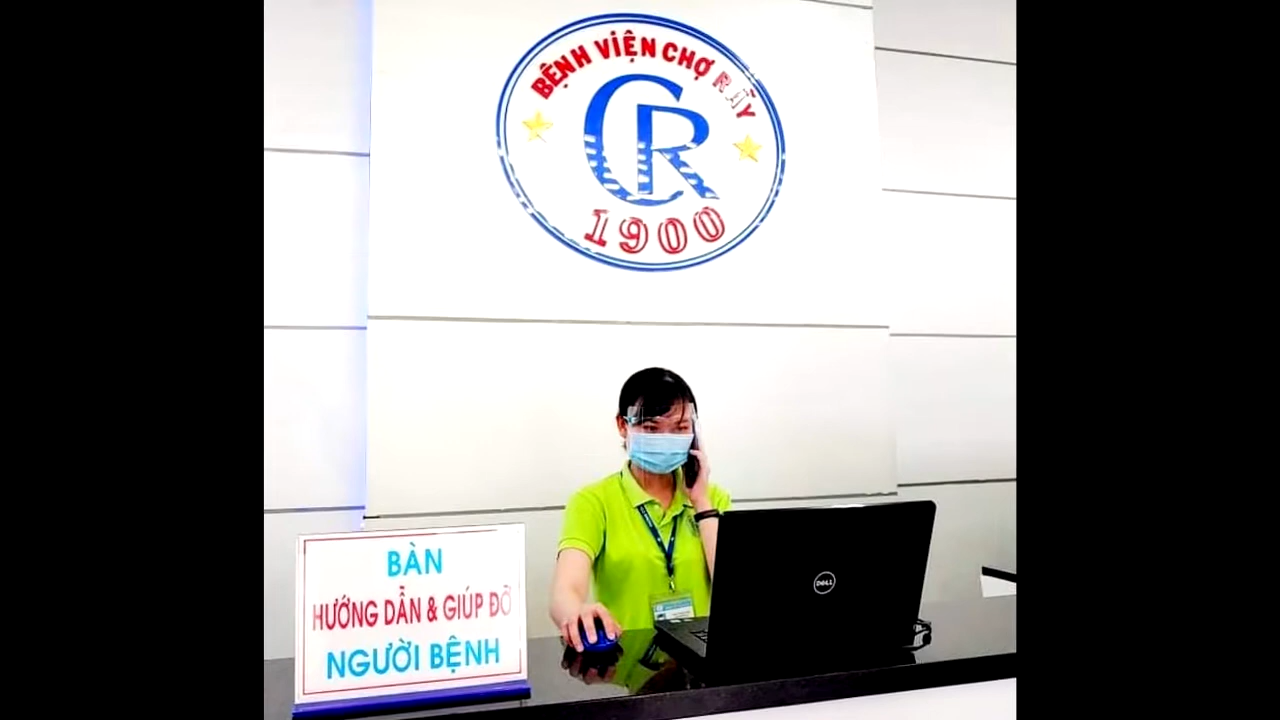 BỆNH VIỆN CHỢ RẪY
CR
1900
BÀN
HƯỚNG DẪN & GIÚP ĐỠ
NGƯỜI BỆNH
DELL